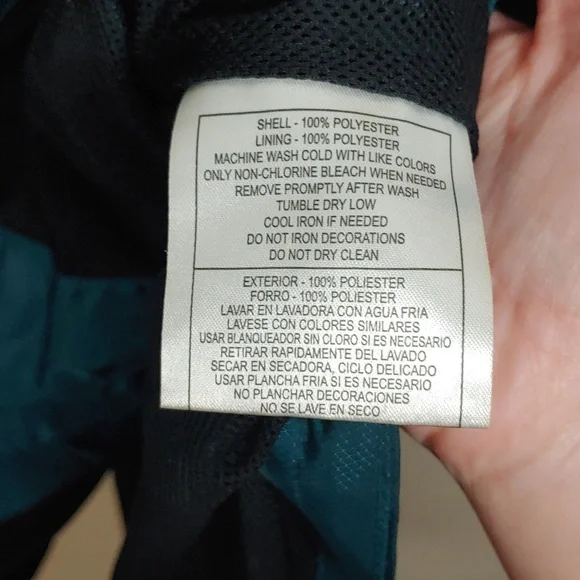 SHELL - 100% POLYESTER
LINING - 100% POLYESTER
MACHINE WASH COLD WITH LIKE COLORS
ONLY NON-CHLORINE BLEACH WHEN NEEDED
REMOVE PROMPTLY AFTER WASH
TUMBLE DRY LOW
COOL IRON IF NEEDED
DO NOT IRON DECORATIONS
DO NOT DRY CLEAN
EXTERIOR - 100% POLIESTER
FORRO - 100% POLIESTER
LAVAR EN LAVADORA CON AGUA FRIA
LAVESE CON COLORES SIMILARES
USAR BLANQUEADOR SIN CLORO SI ES NECESARIO
RETIRAR RAPIDAMENTE DEL LAVADO
SECAR EN SECADORA, CICLO DELICADO
USAR PLANCHA FRIA SI ES NECESARIO
NO PLANCHAR DECORACIONES
NO SE LAVE EN SECO